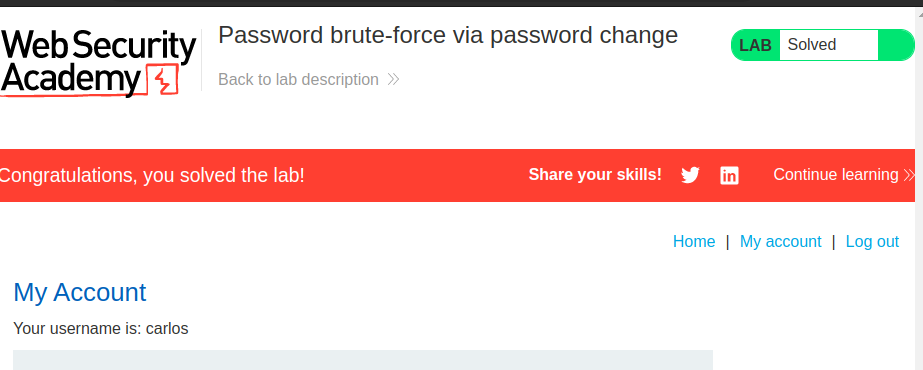 Web Security
Academy
Password brute-force via password change
Back to lab description
LAB Solved
Congratulations, you solved the lab!
Share your skills!
Continue learning
Home | My account | Log out
My Account
Your username is: carlos